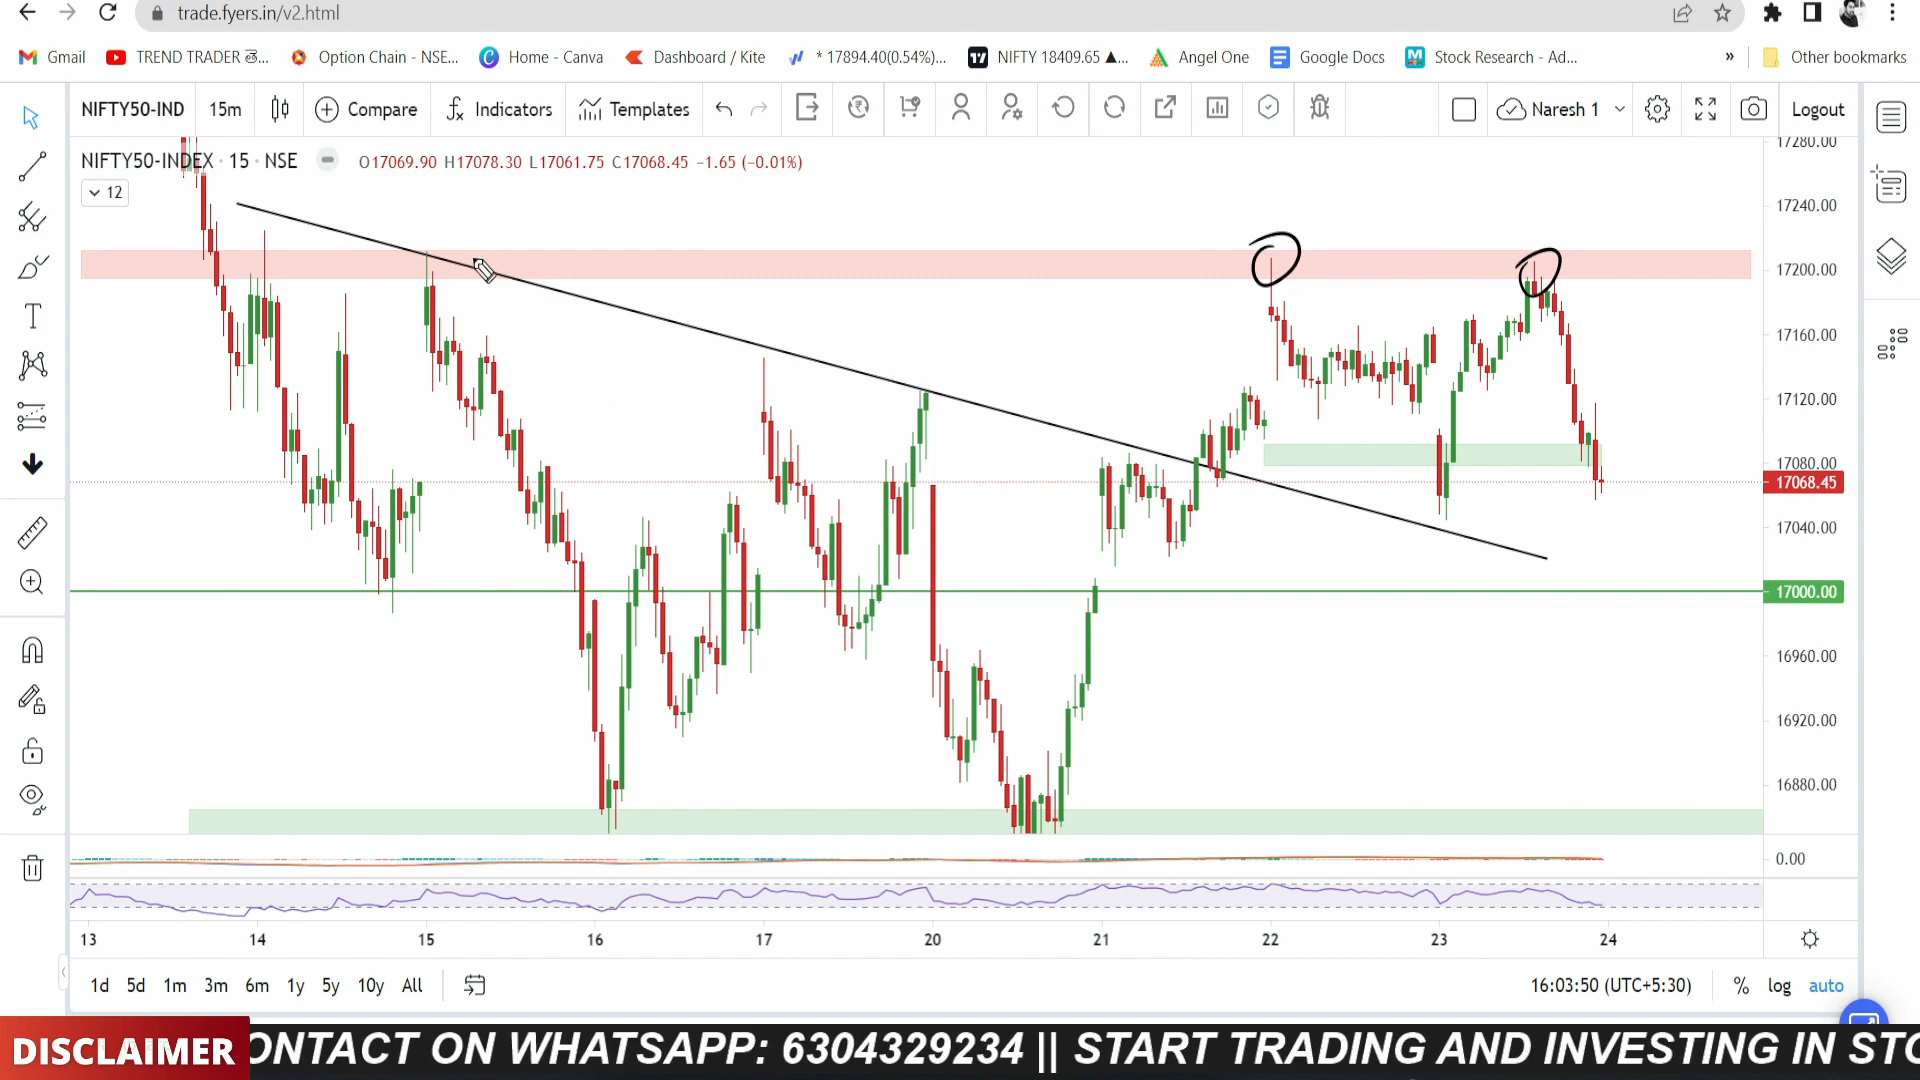 trade.fyers.in/v2.html
Gmail TREND TRADER తె... Option Chain - NSE... Home - Canva Dashboard / Kite * 17894.40(0.54%)... NIFTY 18409.65 ▲... Angel One Google Docs Stock Research - Ad... » Other bookmarks
NIFTY50-IND 15m Compare Indicators Templates Naresh 1 Logout
NIFTY50-INDEX · 15 · NSE O17069.90 H17078.30 L17061.75 C17068.45 −1.65 (−0.01%)
12
17280.00
17240.00
17200.00
17160.00
17120.00
17080.00
17068.45
17040.00
17000.00
16960.00
16920.00
16880.00
0.00
13 14 15 16 17 20 21 22 23 24
1d 5d 1m 3m 6m 1y 5y 10y All 16:03:50 (UTC+5:30) % log auto
DISCLAIMER ONTACT ON WHATSAPP: 6304329234 || START TRADING AND INVESTING IN STO